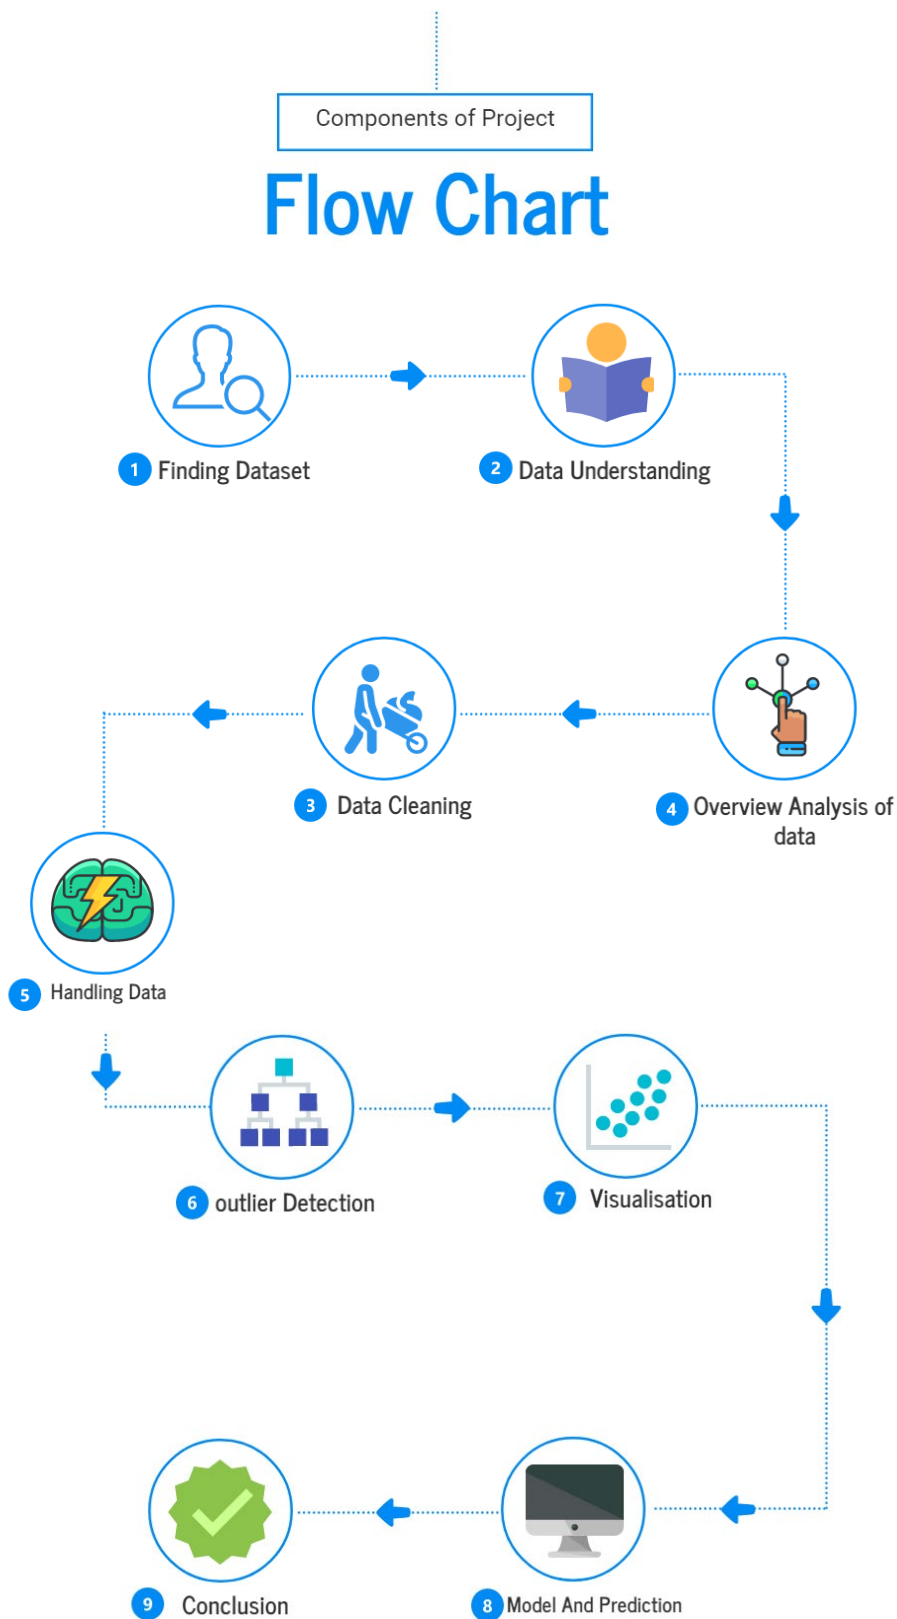 Components of Project
Flow Chart
1 Finding Dataset
2 Data Understanding
3 Data Cleaning
4 Overview Analysis of
data
5 Handling Data
6 outlier Detection
7 Visualisation
9 Conclusion
8 Model And Prediction